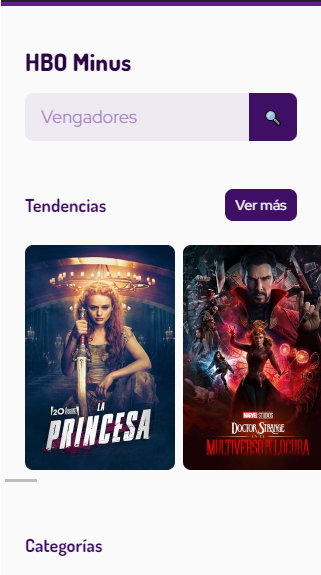 HBO Minus
Vengadores
Tendencias
Ver más
LA
PRINCESA
MARVEL STUDIOS
DOCTOR STRANGE
EN EL
MULTIVERSO DE LA LOCURA
Categorías